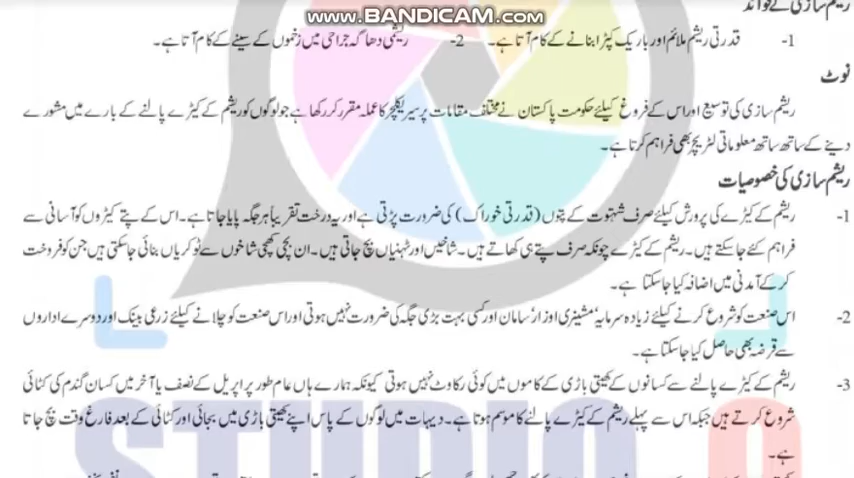 ریشم سازی کے فوائد
www.BANDICAM.com
1- قدرتی ریشم ملائم اور باریک کپڑا بنانے کے کام آتا ہے۔ 2- ریشمی دھاگہ جراحی میں زخموں کے سینے کے کام آتا ہے۔
نوٹ
ریشم سازی کی توسیع اور اس کے فروغ کیلئے حکومت پاکستان نے مختلف مقامات پر سیریکلچر کا عملہ مقرر کر رکھا ہے جو لوگوں کو ریشم کے کیڑے پالنے کے بارے میں مشورے
دینے کے ساتھ ساتھ معلوماتی لٹریچر بھی فراہم کرتا ہے۔
ریشم سازی کی خصوصیات
1- ریشم کے کیڑے کی پرورش کیلئے صرف شہتوت کے پتوں (قدرتی خوراک) کی ضرورت پڑتی ہے اور یہ درخت تقریباً ہر جگہ پایا جاتا ہے۔ اس کے پتے کیڑوں کو آسانی سے
فراہم کئے جا سکتے ہیں۔ ریشم کے کیڑے چونکہ صرف پتے ہی کھاتے ہیں۔ شاخیں اور ٹہنیاں بچ جاتی ہیں۔ ان بچی کھچی شاخوں سے ٹوکریاں بنائی جا سکتی ہیں جن کو فروخت
کر کے آمدنی میں اضافہ کیا جا سکتا ہے۔
2- اس صنعت کو شروع کرنے کیلئے زیادہ سرمایہ مشینری اوزار، سامان اور کسی بہت بڑی جگہ کی ضرورت نہیں ہوتی اور اس صنعت کو چلانے کیلئے زرعی بینک اور دوسرے اداروں
سے قرضہ بھی حاصل کیا جا سکتا ہے۔
3- ریشم کے کیڑے پالنے سے کسانوں کے کھیتی باڑی کے کاموں میں کوئی رکاوٹ نہیں ہوتی کیونکہ ہمارے ہاں عام طور پر اپریل کے نصف یا آخر میں کسان گندم کی کٹائی
شروع کرتے ہیں جبکہ اس سے پہلے ریشم کے کیڑے پالنے کا موسم ہوتا ہے۔ دیہات میں لوگوں کے پاس اپنے کھیتی باڑی میں بجائی اور کٹائی کے بعد فارغ وقت بچ جاتا
ہے۔
STUDIO 9